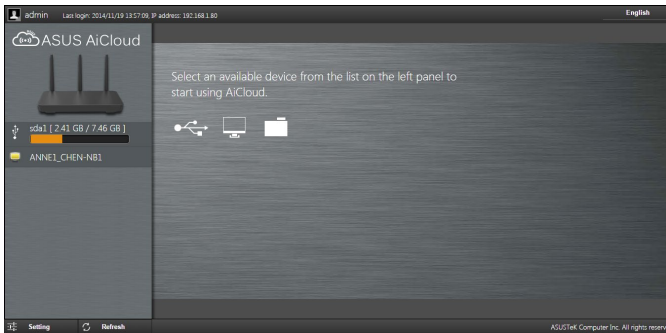 admin Last login: 2014/11/19 13:57:09, IP address: 192.168.1.80
English
ASUS AiCloud
Select an available device from the list on the left panel to
start using AiCloud.
sda1 [ 2.41 GB / 7.46 GB ]
ANNE1_CHEN-NB1
Setting
Refresh
ASUSTeK Computer Inc. All rights reserv